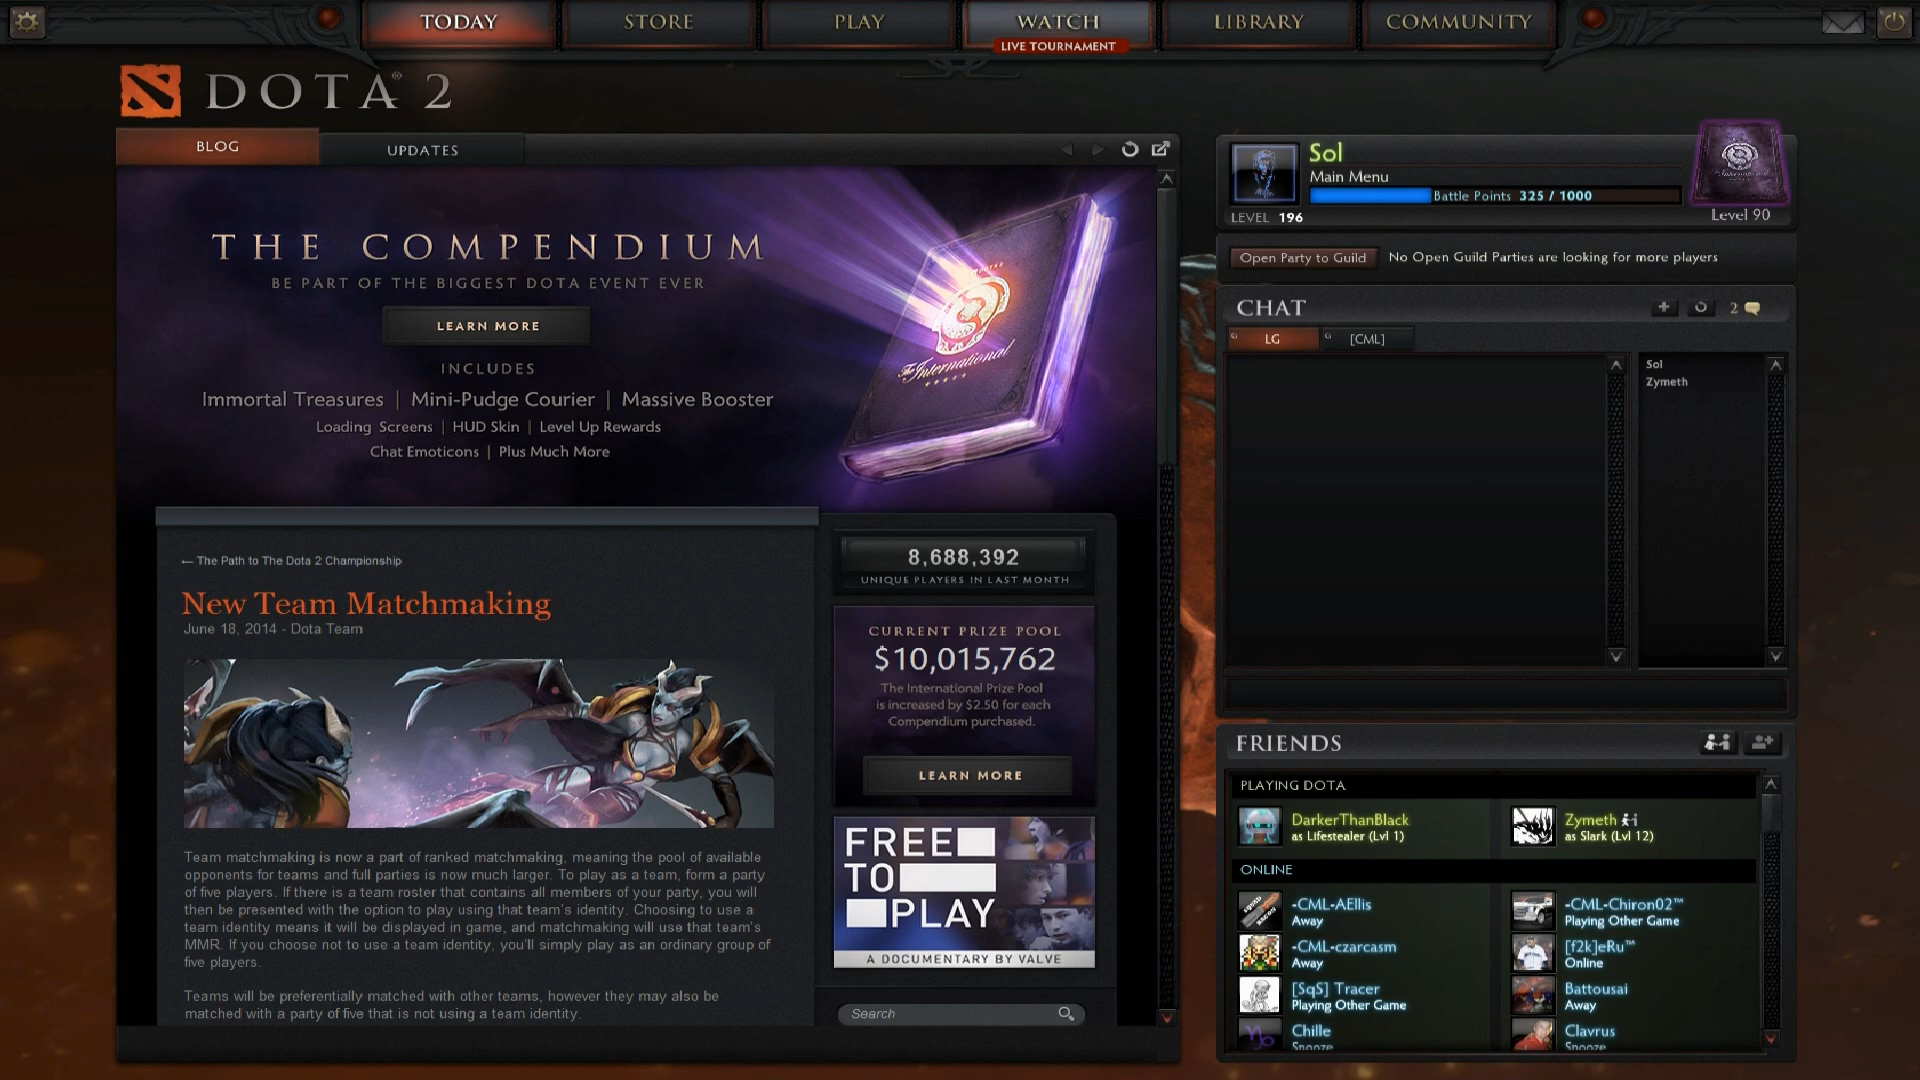 TODAY
STORE
PLAY
WATCH
LIVE TOURNAMENT
LIBRARY
COMMUNITY
DOTA® 2
BLOG
UPDATES
THE COMPENDIUM
BE PART OF THE BIGGEST DOTA EVENT EVER
LEARN MORE
INCLUDES
Immortal Treasures | Mini-Pudge Courier | Massive Booster
Loading Screens | HUD Skin | Level Up Rewards
Chat Emoticons | Plus Much More
The International
← The Path to The Dota 2 Championship
New Team Matchmaking
June 18, 2014 - Dota Team
Team matchmaking is now a part of ranked matchmaking, meaning the pool of available
opponents for teams and full parties is now much larger. To play as a team, form a party
of five players. If there is a team roster that contains all members of your party, you will
then be presented with the option to play using that team's identity. Choosing to use a
team identity means it will be displayed in game, and matchmaking will use that team's
MMR. If you choose not to use a team identity, you'll simply play as an ordinary group of
five players.
Teams will be preferentially matched with other teams, however they may also be
matched with a party of five that is not using a team identity.
8,688,392
UNIQUE PLAYERS IN LAST MONTH
CURRENT PRIZE POOL
$10,015,762
The International Prize Pool
is increased by $2.50 for each
Compendium purchased.
LEARN MORE
FREE
TO
PLAY
A DOCUMENTARY BY VALVE
Search
Sol
Main Menu
Battle Points 325 / 1000
LEVEL 196
The International
Level 90
Open Party to Guild
No Open Guild Parties are looking for more players
CHAT
2
G LG
G [CML]
Sol
Zymeth
FRIENDS
PLAYING DOTA
DarkerThanBlack
as Lifestealer (Lvl 1)
Zymeth
as Slark (Lvl 12)
ONLINE
-CML-AEllis
Away
-CML-Chiron02™
Playing Other Game
-CML-czarcasm
Away
[f2k]eRu™
Online
[SqS] Tracer
Playing Other Game
Battousai
Away
Chille
Snooze
Clavrus
Snooze